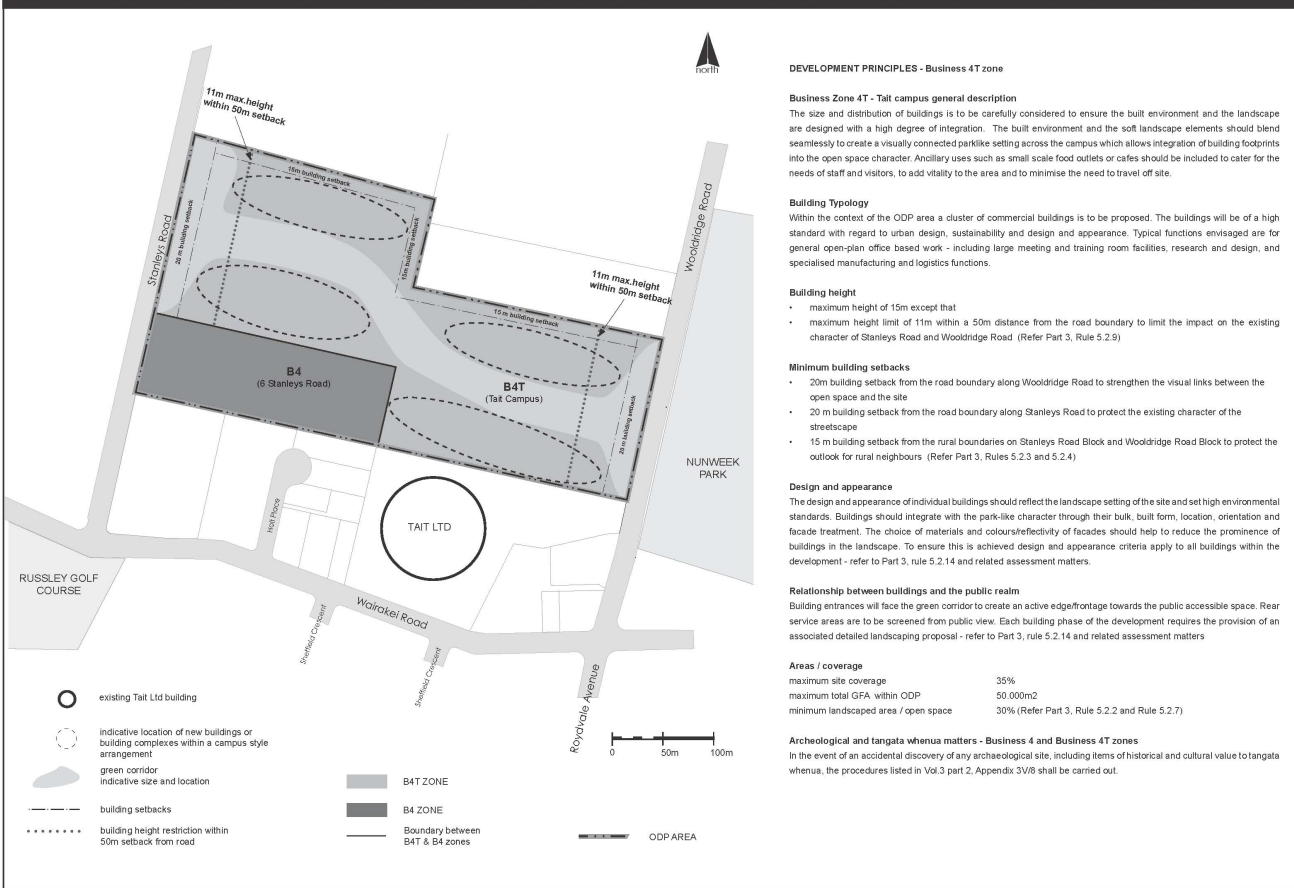 north
11m max.height
within 50m setback
15m building setback
20 m building setback
Stanleys Road
15m building setback
Wooldridge Road
11m max.height
within 50m setback
15 m building setback
B4
(6 Stanleys Road)
B4T
(Tait Campus)
20 m building setback
NUNWEEK
PARK
Holt Place
TAIT LTD
RUSSLEY GOLF
COURSE
Wairakei Road
Sheffield Crescent
Sheffield Crescent
Roydvale Avenue
0 50m 100m
existing Tait Ltd building
indicative location of new buildings or
building complexes within a campus style
arrangement
green corridor
indicative size and location
building setbacks
building height restriction within
50m setback from road
B4T ZONE
B4 ZONE
Boundary between
B4T & B4 zones
ODP AREA
DEVELOPMENT PRINCIPLES - Business 4T zone
Business Zone 4T - Tait campus general description
The size and distribution of buildings is to be carefully considered to ensure the built environment and the landscape
are designed with a high degree of integration. The built environment and the soft landscape elements should blend
seamlessly to create a visually connected parklike setting across the campus which allows integration of building footprints
into the open space character. Ancillary uses such as small scale food outlets or cafes should be included to cater for the
needs of staff and visitors, to add vitality to the area and to minimise the need to travel off site.
Building Typology
Within the context of the ODP area a cluster of commercial buildings is to be proposed. The buildings will be of a high
standard with regard to urban design, sustainability and design and appearance. Typical functions envisaged are for
general open-plan office based work - including large meeting and training room facilities, research and design, and
specialised manufacturing and logistics functions.
Building height
• maximum height of 15m except that
• maximum height limit of 11m within a 50m distance from the road boundary to limit the impact on the existing
character of Stanleys Road and Wooldridge Road (Refer Part 3, Rule 5.2.9)
Minimum building setbacks
• 20m building setback from the road boundary along Wooldridge Road to strengthen the visual links between the
open space and the site
• 20 m building setback from the road boundary along Stanleys Road to protect the existing character of the
streetscape
• 15 m building setback from the rural boundaries on Stanleys Road Block and Wooldridge Road Block to protect the
outlook for rural neighbours (Refer Part 3, Rules 5.2.3 and 5.2.4)
Design and appearance
The design and appearance of individual buildings should reflect the landscape setting of the site and set high environmental
standards. Buildings should integrate with the park-like character through their bulk, built form, location, orientation and
facade treatment. The choice of materials and colours/reflectivity of facades should help to reduce the prominence of
buildings in the landscape. To ensure this is achieved design and appearance criteria apply to all buildings within the
development - refer to Part 3, rule 5.2.14 and related assessment matters.
Relationship between buildings and the public realm
Building entrances will face the green corridor to create an active edge/frontage towards the public accessible space. Rear
service areas are to be screened from public view. Each building phase of the development requires the provision of an
associated detailed landscaping proposal - refer to Part 3, rule 5.2.14 and related assessment matters
Areas / coverage
maximum site coverage 35%
maximum total GFA within ODP 50.000m2
minimum landscaped area / open space 30% (Refer Part 3, Rule 5.2.2 and Rule 5.2.7)
Archeological and tangata whenua matters - Business 4 and Business 4T zones
In the event of an accidental discovery of any archaeological site, including items of historical and cultural value to tangata
whenua, the procedures listed in Vol.3 part 2, Appendix 3V/8 shall be carried out.